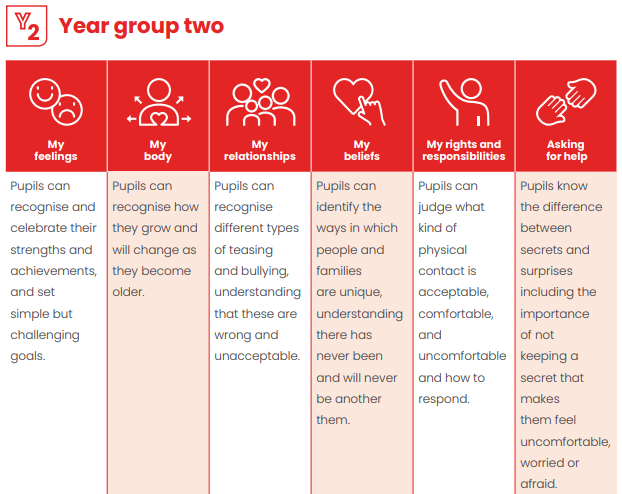 Y2
Year group two
My
feelings
My
body
My
relationships
My
beliefs
My rights and
responsibilities
Asking
for help
Pupils can
recognise and
celebrate their
strengths and
achievements,
and set
simple but
challenging
goals.
Pupils can
recognise how
they grow and
will change as
they become
older.
Pupils can
recognise
different types
of teasing
and bullying,
understanding
that these are
wrong and
unacceptable.
Pupils can
identify the
ways in which
people and
families
are unique,
understanding
there has
never been
and will never
be another
them.
Pupils can
judge what
kind of
physical
contact is
acceptable,
comfortable,
and
uncomfortable
and how to
respond.
Pupils know
the difference
between
secrets and
surprises
including the
importance
of not
keeping a
secret that
makes
them feel
uncomfortable,
worried or
afraid.